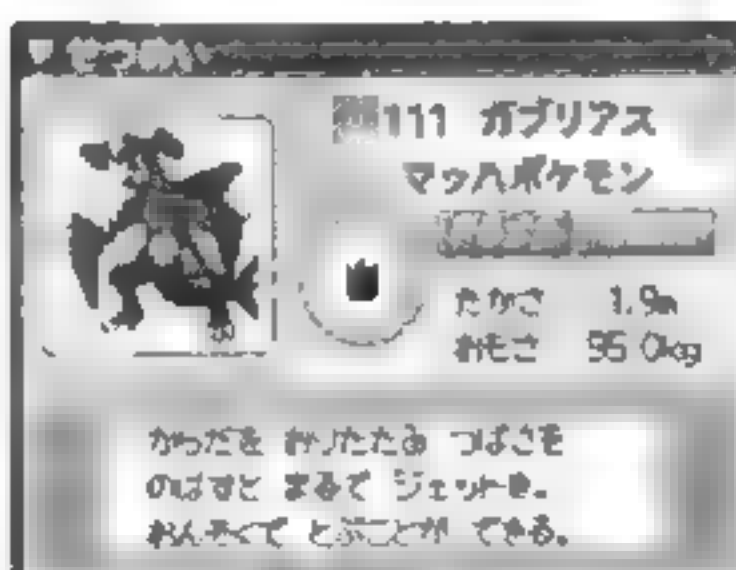 せつめい
111 ガブリアス
マッハポケモン
たかさ 1.9m
おもさ 95.0kg
からだを おりたたみ つばさを
のばすと まるで ジェットき。
おんそくで とぶことが できる。